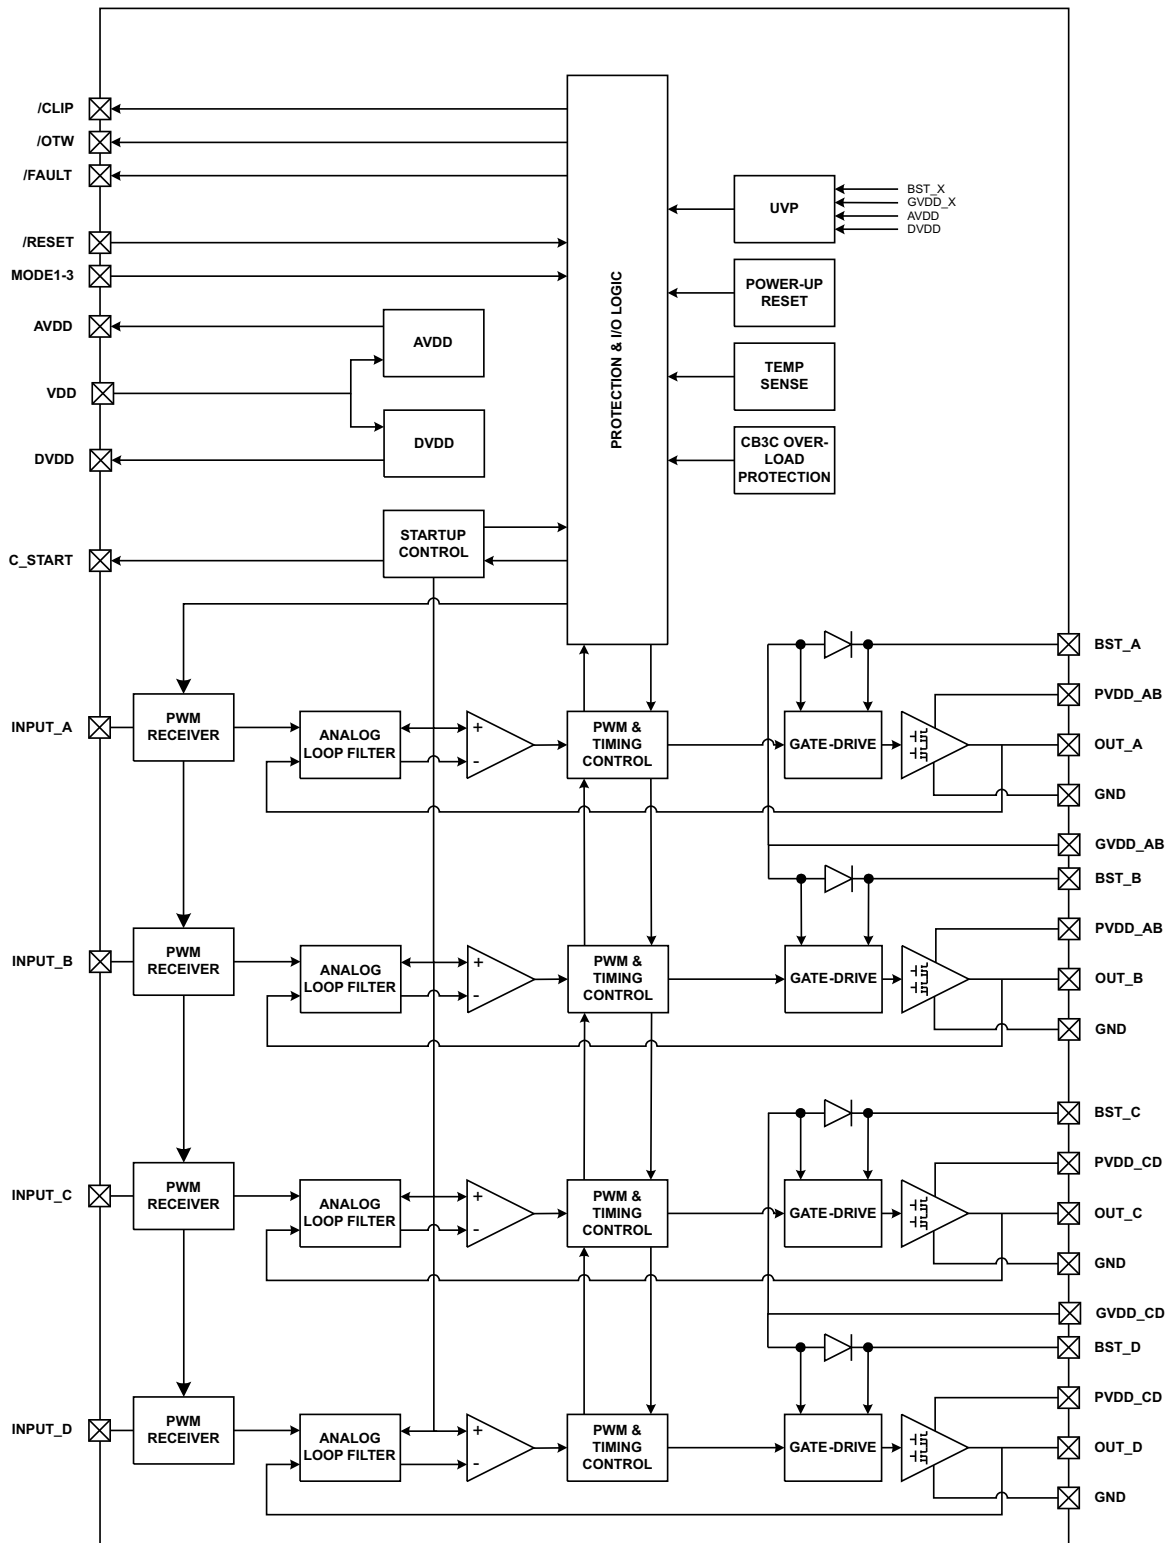 /CLIP
/OTW
/FAULT
/RESET
MODE1-3
AVDD
VDD
DVDD
C_START
AVDD
DVDD
STARTUP
CONTROL
PROTECTION & I/O LOGIC
UVP
BST_X
GVDD_X
AVDD
DVDD
POWER-UP
RESET
TEMP
SENSE
CB3C OVER-
LOAD
PROTECTION
INPUT_A
PWM
RECEIVER
ANALOG
LOOP FILTER
+
-
PWM &
TIMING
CONTROL
GATE-DRIVE
BST_A
PVDD_AB
OUT_A
GND
GVDD_AB
INPUT_B
PWM
RECEIVER
ANALOG
LOOP FILTER
+
-
PWM &
TIMING
CONTROL
GATE-DRIVE
BST_B
PVDD_AB
OUT_B
GND
INPUT_C
PWM
RECEIVER
ANALOG
LOOP FILTER
+
-
PWM &
TIMING
CONTROL
GATE-DRIVE
BST_C
PVDD_CD
OUT_C
GND
GVDD_CD
INPUT_D
PWM
RECEIVER
ANALOG
LOOP FILTER
+
-
PWM &
TIMING
CONTROL
GATE-DRIVE
BST_D
PVDD_CD
OUT_D
GND